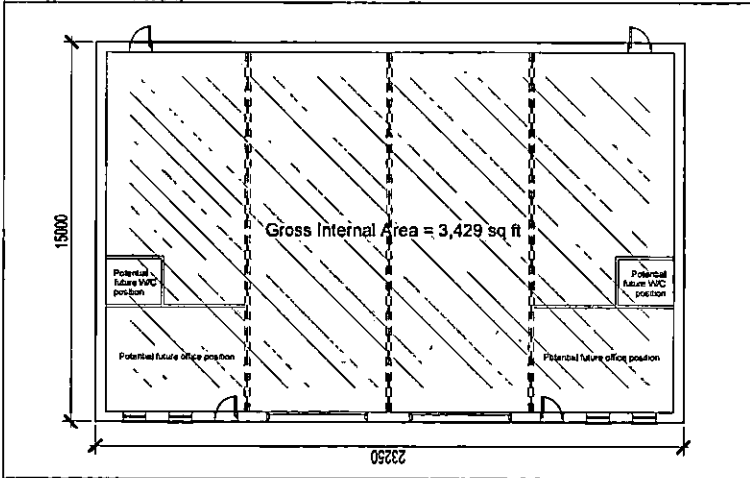 15000
Gross Internal Area = 3,429 sq ft
Potential
future W/C
position
Potential
future W/C
position
Potential future office position
Potential future office position
23250